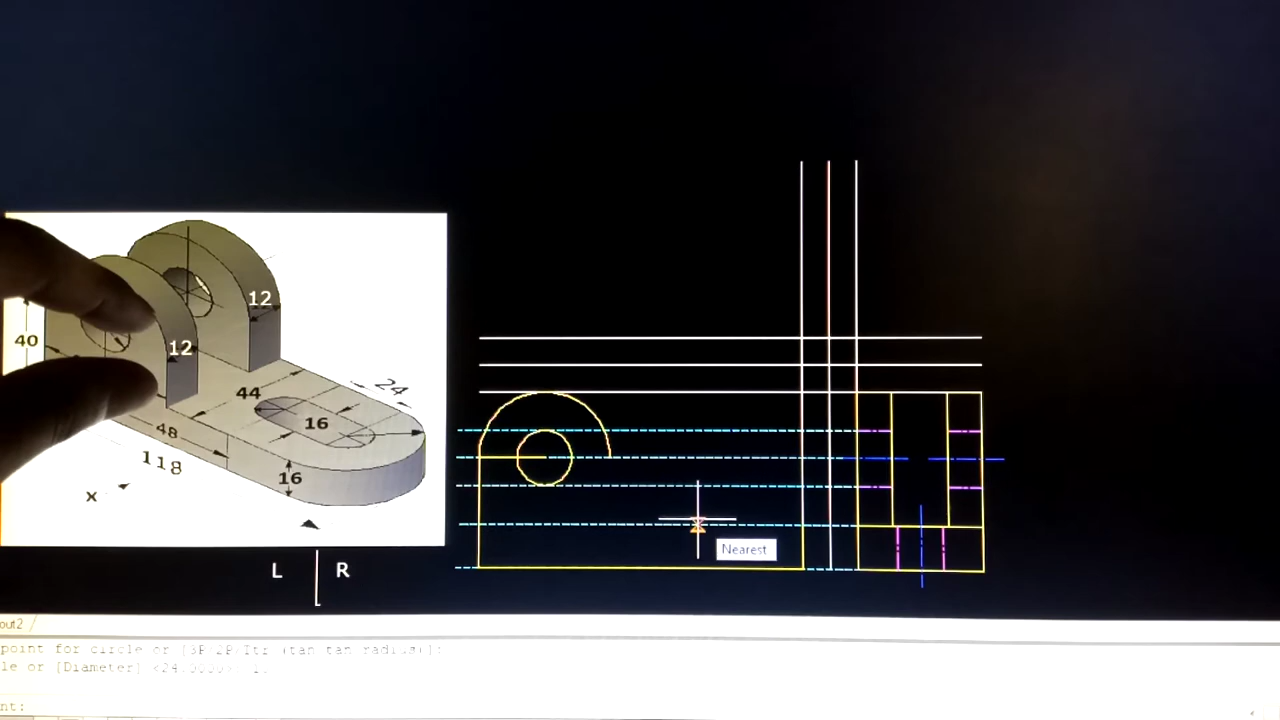 12
40
12
24
44
16
48
118
16
x
L R
Nearest
out2
point for circle or [3P/2P/Ttr (tan tan radius)]:
le or [Diameter] <24.0000>
nt: